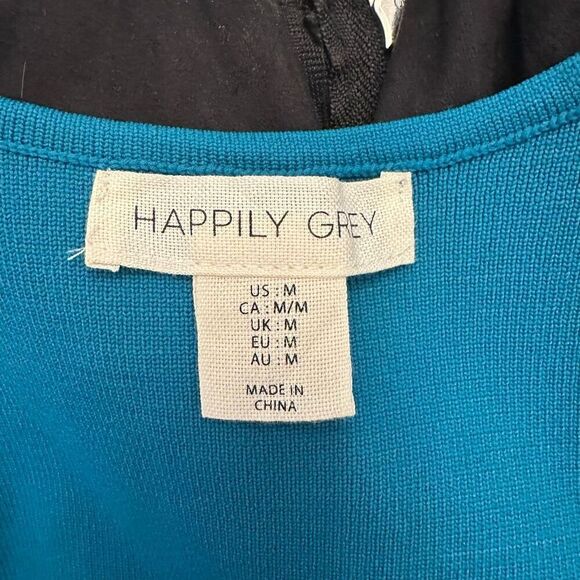 HAPPILY GREY
US : M
CA : M/M
UK : M
EU : M
AU : M
MADE IN
CHINA